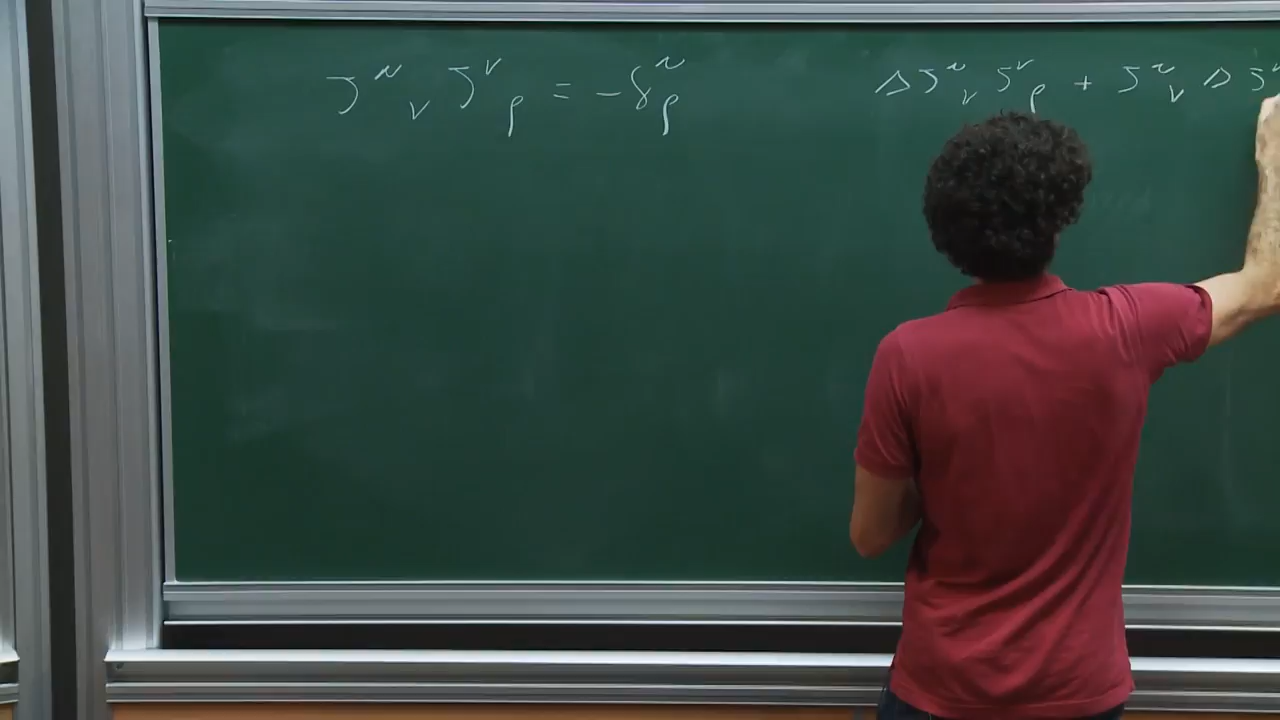 J^μ_ν J^ν_ρ = -δ^μ_ρ
ΔJ^μ_ν J^ν_ρ + J^μ_ν ΔJ^ν